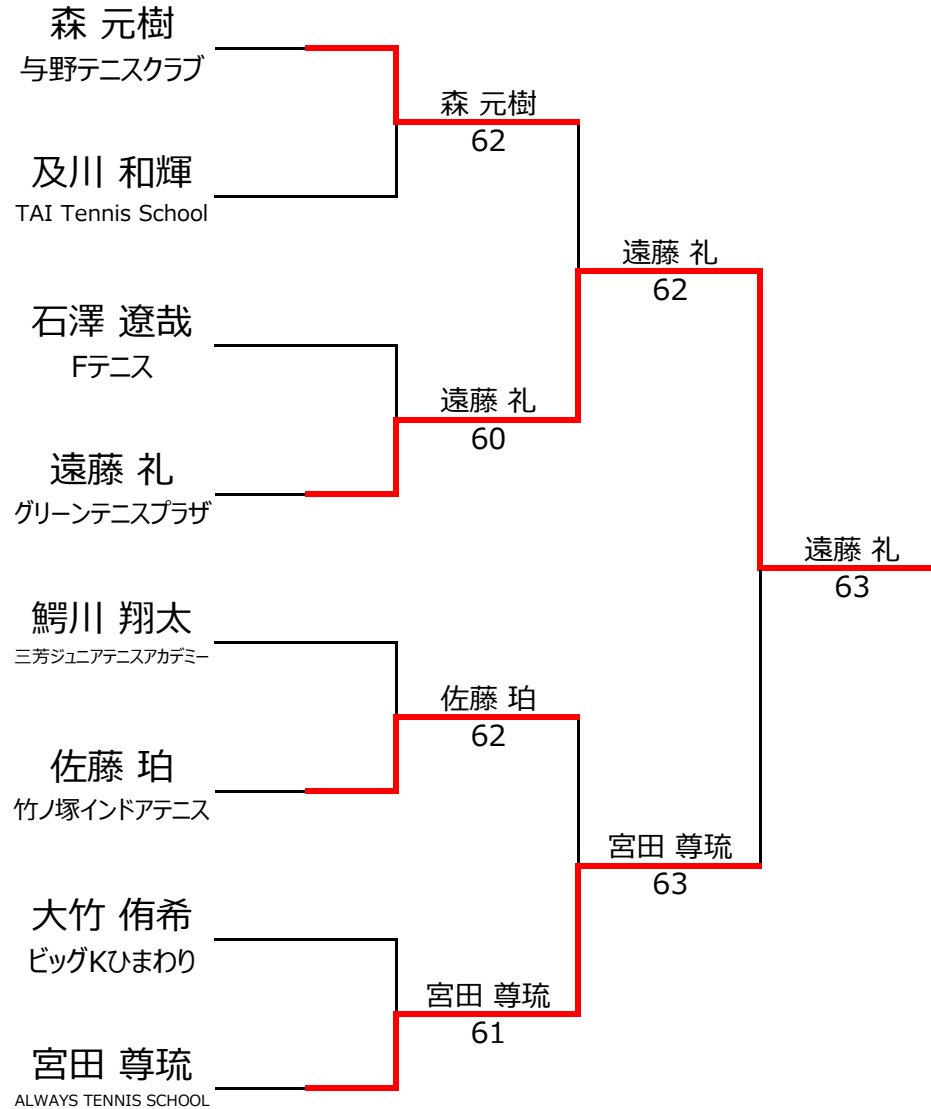 森 元樹
与野テニスクラブ
森 元樹
62
及川 和輝
TAI Tennis School
遠藤 礼
62
石澤 遼哉
Fテニス
遠藤 礼
60
遠藤 礼
グリーンテニスプラザ
遠藤 礼
63
鰐川 翔太
三芳ジュニアテニスアカデミー
佐藤 珀
62
佐藤 珀
竹ノ塚インドアテニス
宮田 尊琉
63
大竹 侑希
ビッグKひまわり
宮田 尊琉
61
宮田 尊琉
ALWAYS TENNIS SCHOOL